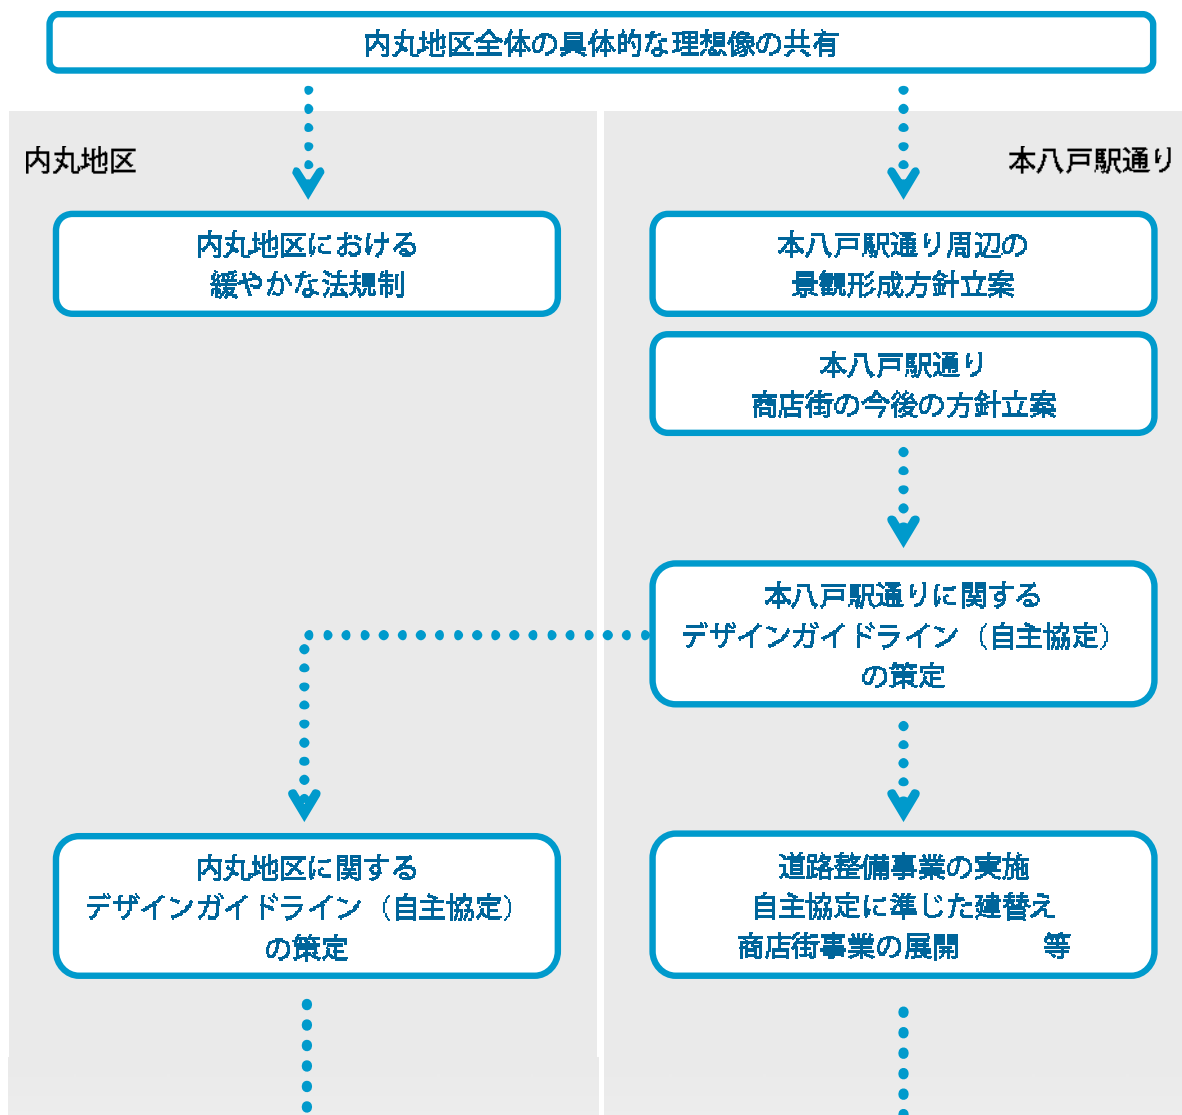 内丸地区全体の具体的な理想像の共有
内丸地区
内丸地区における
緩やかな法規制
本八戸駅通り
本八戸駅通り周辺の
景観形成方針立案
本八戸駅通り
商店街の今後の方針立案
本八戸駅通りに関する
デザインガイドライン（自主協定）
の策定
内丸地区に関する
デザインガイドライン（自主協定）
の策定
道路整備事業の実施
自主協定に準じた建替え
商店街事業の展開　　　等